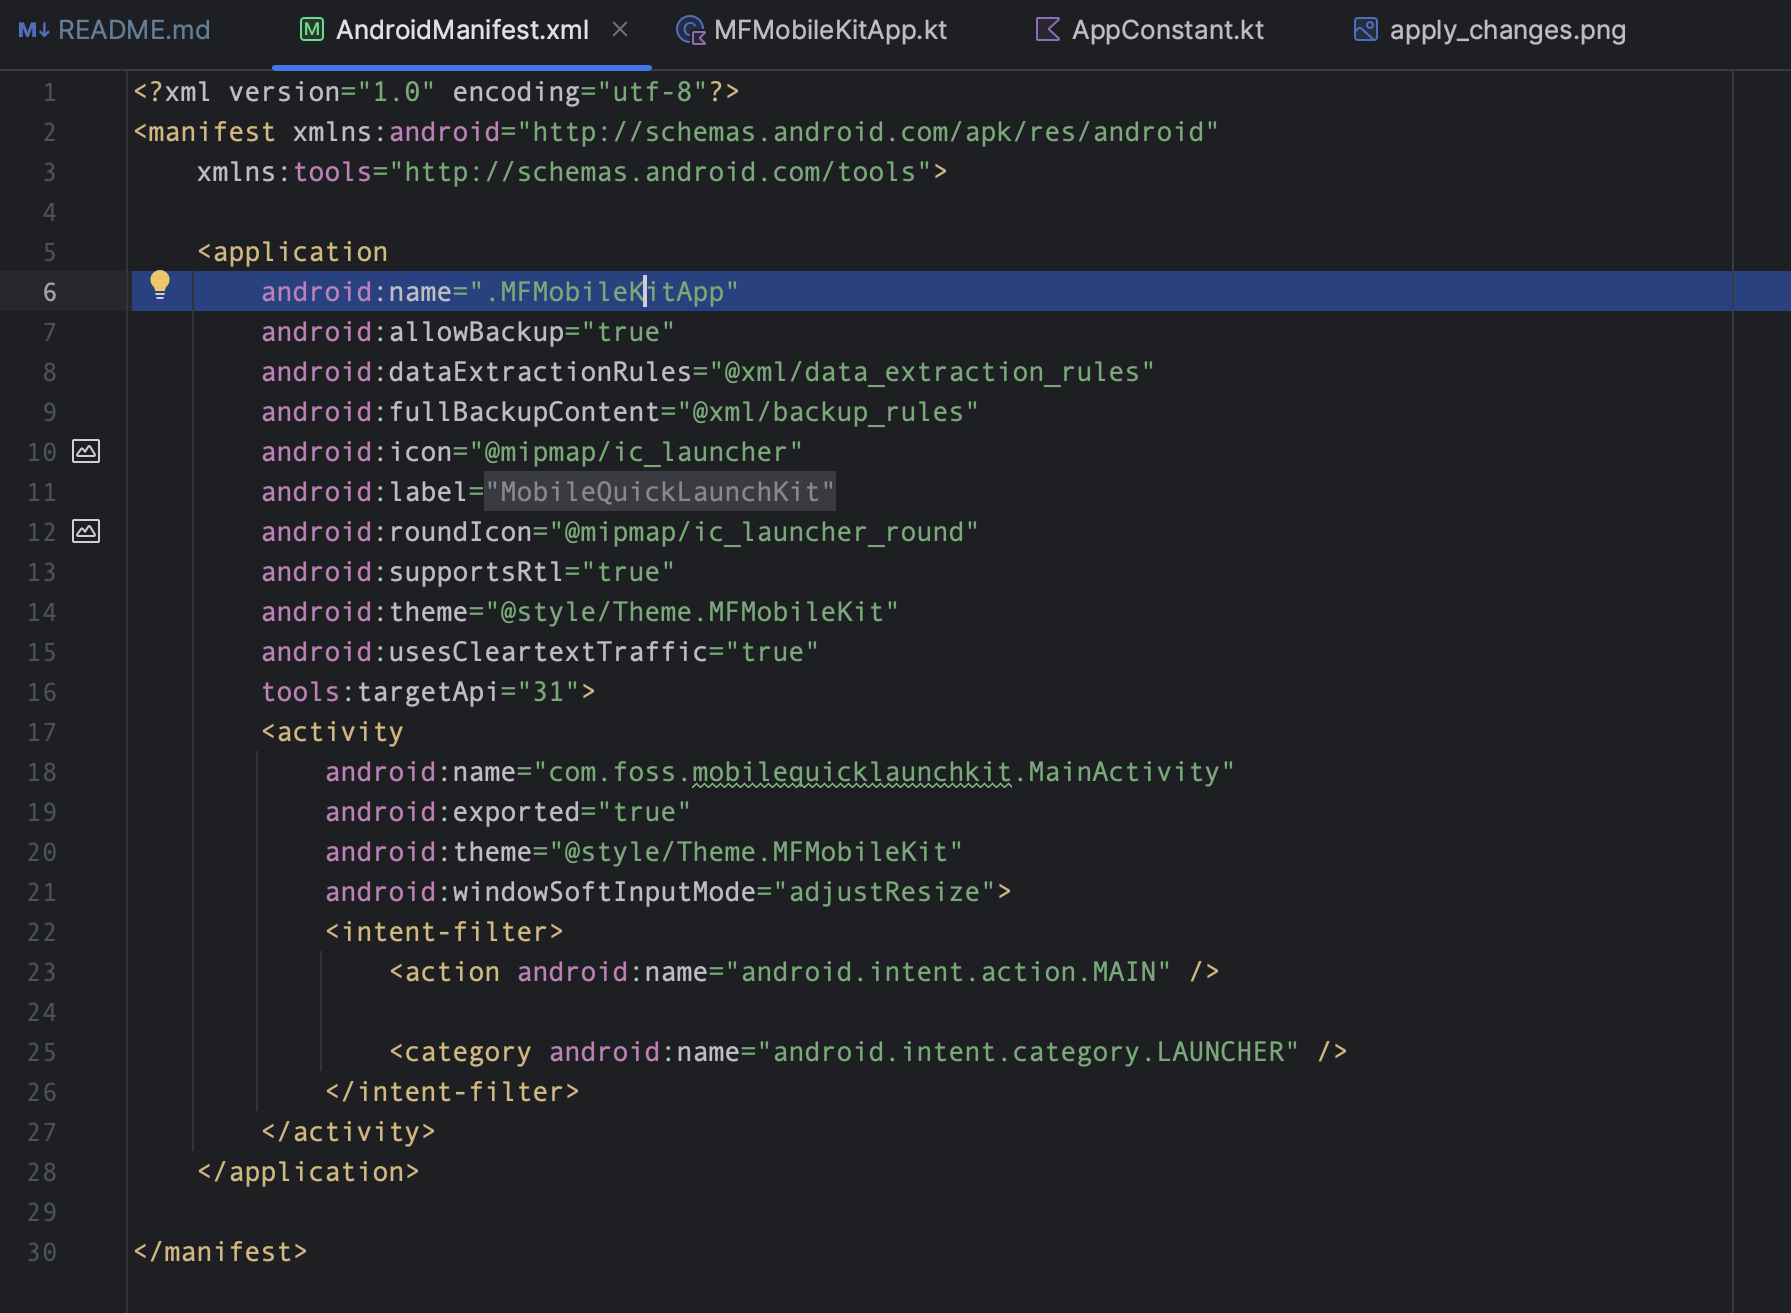 M↓ README.md M AndroidManifest.xml × MFMobileKitApp.kt AppConstant.kt apply_changes.png
1 <?xml version="1.0" encoding="utf-8"?>
2 <manifest xmlns:android="http://schemas.android.com/apk/res/android"
3     xmlns:tools="http://schemas.android.com/tools">
4
5     <application
6         android:name=".MFMobileKitApp"
7         android:allowBackup="true"
8         android:dataExtractionRules="@xml/data_extraction_rules"
9         android:fullBackupContent="@xml/backup_rules"
10         android:icon="@mipmap/ic_launcher"
11         android:label="MobileQuickLaunchKit"
12         android:roundIcon="@mipmap/ic_launcher_round"
13         android:supportsRtl="true"
14         android:theme="@style/Theme.MFMobileKit"
15         android:usesCleartextTraffic="true"
16         tools:targetApi="31">
17         <activity
18             android:name="com.foss.mobilequicklaunchkit.MainActivity"
19             android:exported="true"
20             android:theme="@style/Theme.MFMobileKit"
21             android:windowSoftInputMode="adjustResize">
22             <intent-filter>
23                 <action android:name="android.intent.action.MAIN" />
24
25                 <category android:name="android.intent.category.LAUNCHER" />
26             </intent-filter>
27         </activity>
28     </application>
29
30 </manifest>